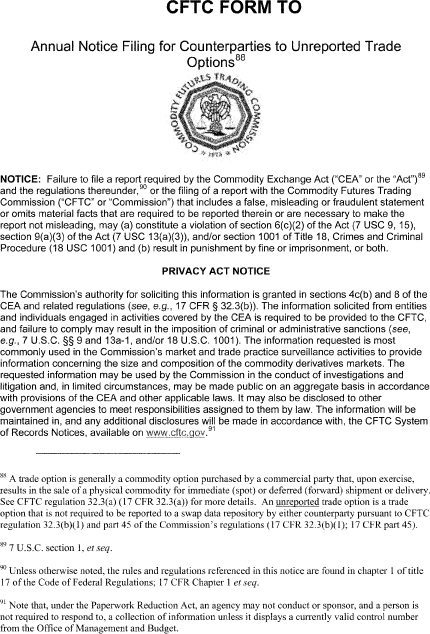 CFTC FORM TO
Annual Notice Filing for Counterparties to Unreported Trade
Options88
COMMODITY FUTURES TRADING COMMISSION
1975
NOTICE: Failure to file a report required by the Commodity Exchange Act (“CEA” or the “Act”)89
and the regulations thereunder,90 or the filing of a report with the Commodity Futures Trading
Commission (“CFTC” or “Commission”) that includes a false, misleading or fraudulent statement
or omits material facts that are required to be reported therein or are necessary to make the
report not misleading, may (a) constitute a violation of section 6(c)(2) of the Act (7 USC 9, 15),
section 9(a)(3) of the Act (7 USC 13(a)(3)), and/or section 1001 of Title 18, Crimes and Criminal
Procedure (18 USC 1001) and (b) result in punishment by fine or imprisonment, or both.
PRIVACY ACT NOTICE
The Commission’s authority for soliciting this information is granted in sections 4c(b) and 8 of the
CEA and related regulations (see, e.g., 17 CFR § 32.3(b)). The information solicited from entities
and individuals engaged in activities covered by the CEA is required to be provided to the CFTC,
and failure to comply may result in the imposition of criminal or administrative sanctions (see,
e.g., 7 U.S.C. §§ 9 and 13a-1, and/or 18 U.S.C. 1001). The information requested is most
commonly used in the Commission’s market and trade practice surveillance activities to provide
information concerning the size and composition of the commodity derivatives markets. The
requested information may be used by the Commission in the conduct of investigations and
litigation and, in limited circumstances, may be made public on an aggregate basis in accordance
with provisions of the CEA and other applicable laws. It may also be disclosed to other
government agencies to meet responsibilities assigned to them by law. The information will be
maintained in, and any additional disclosures will be made in accordance with, the CFTC System
of Records Notices, available on www.cftc.gov.91
88 A trade option is generally a commodity option purchased by a commercial party that, upon exercise,
results in the sale of a physical commodity for immediate (spot) or deferred (forward) shipment or delivery.
See CFTC regulation 32.3(a) (17 CFR 32.3(a)) for more details. An unreported trade option is a trade
option that is not required to be reported to a swap data repository by either counterparty pursuant to CFTC
regulation 32.3(b)(1) and part 45 of the Commission’s regulations (17 CFR 32.3(b)(1); 17 CFR part 45).
89 7 U.S.C. section 1, et seq.
90 Unless otherwise noted, the rules and regulations referenced in this notice are found in chapter 1 of title
17 of the Code of Federal Regulations; 17 CFR Chapter 1 et seq.
91 Note that, under the Paperwork Reduction Act, an agency may not conduct or sponsor, and a person is
not required to respond to, a collection of information unless it displays a currently valid control number
from the Office of Management and Budget.